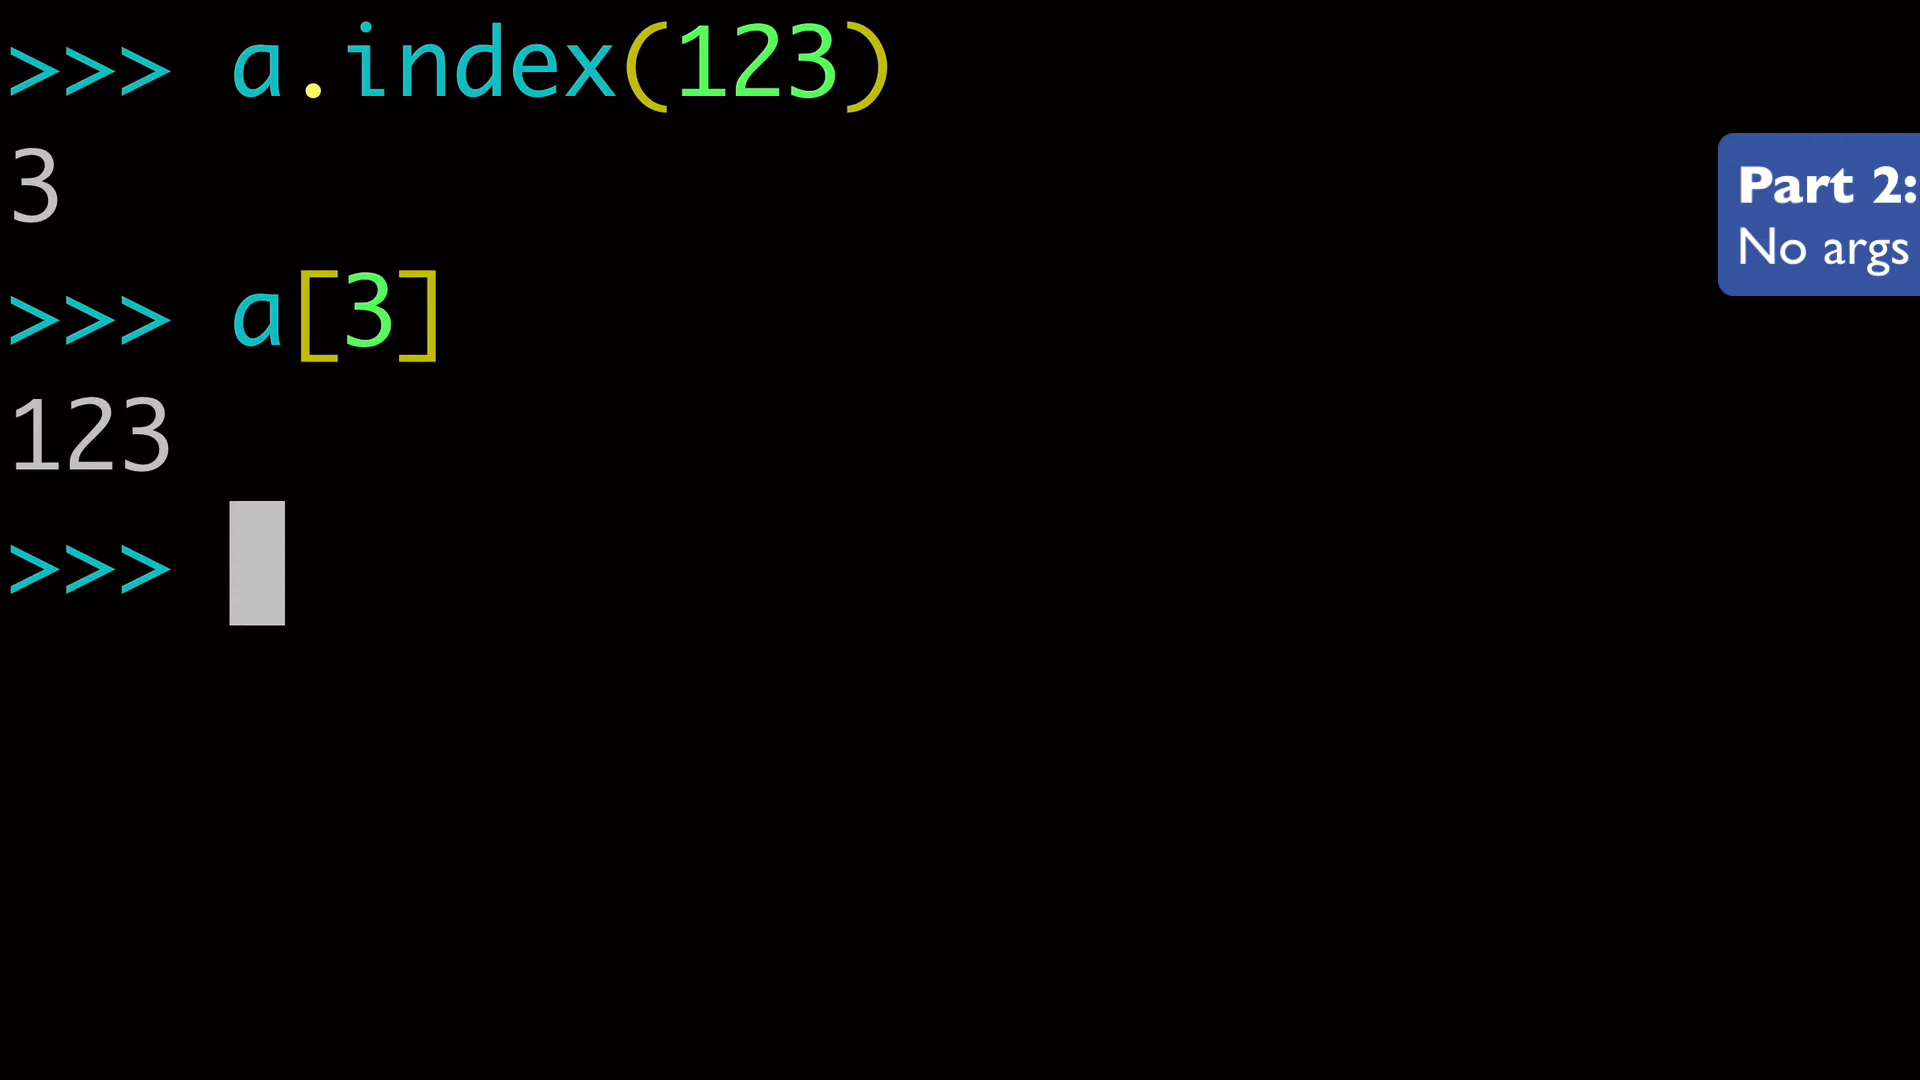 >>> a.index(123)
3
>>> a[3]
123
>>>
Part 2:
No args